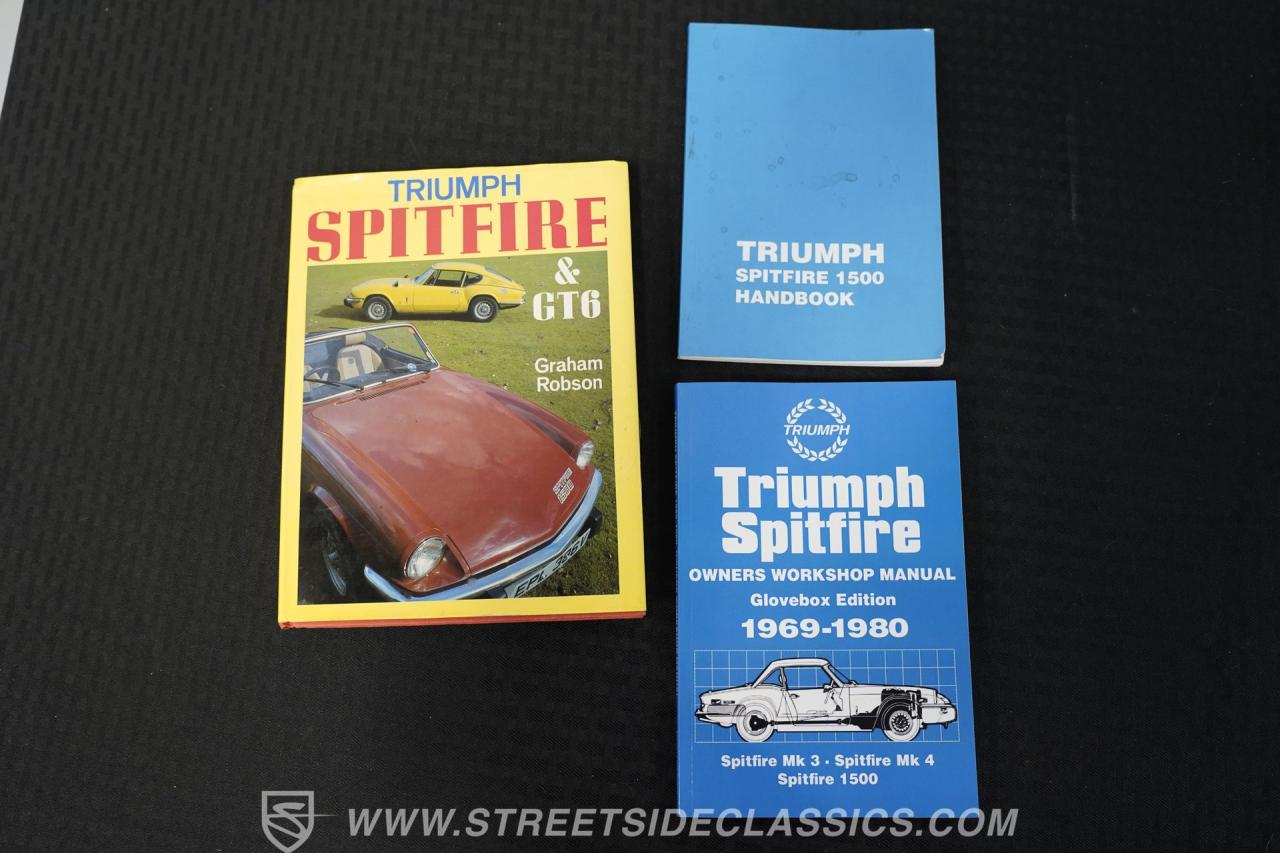 TRIUMPH
SPITFIRE
& 
GT6
Graham
Robson
TRIUMPH
SPITFIRE 1500
HANDBOOK
TRIUMPH
Triumph
Spitfire
OWNERS WORKSHOP MANUAL
Glovebox Edition
1969-1980
Spitfire Mk 3 · Spitfire Mk 4
Spitfire 1500
WWW.STREETSIDECLASSICS.COM